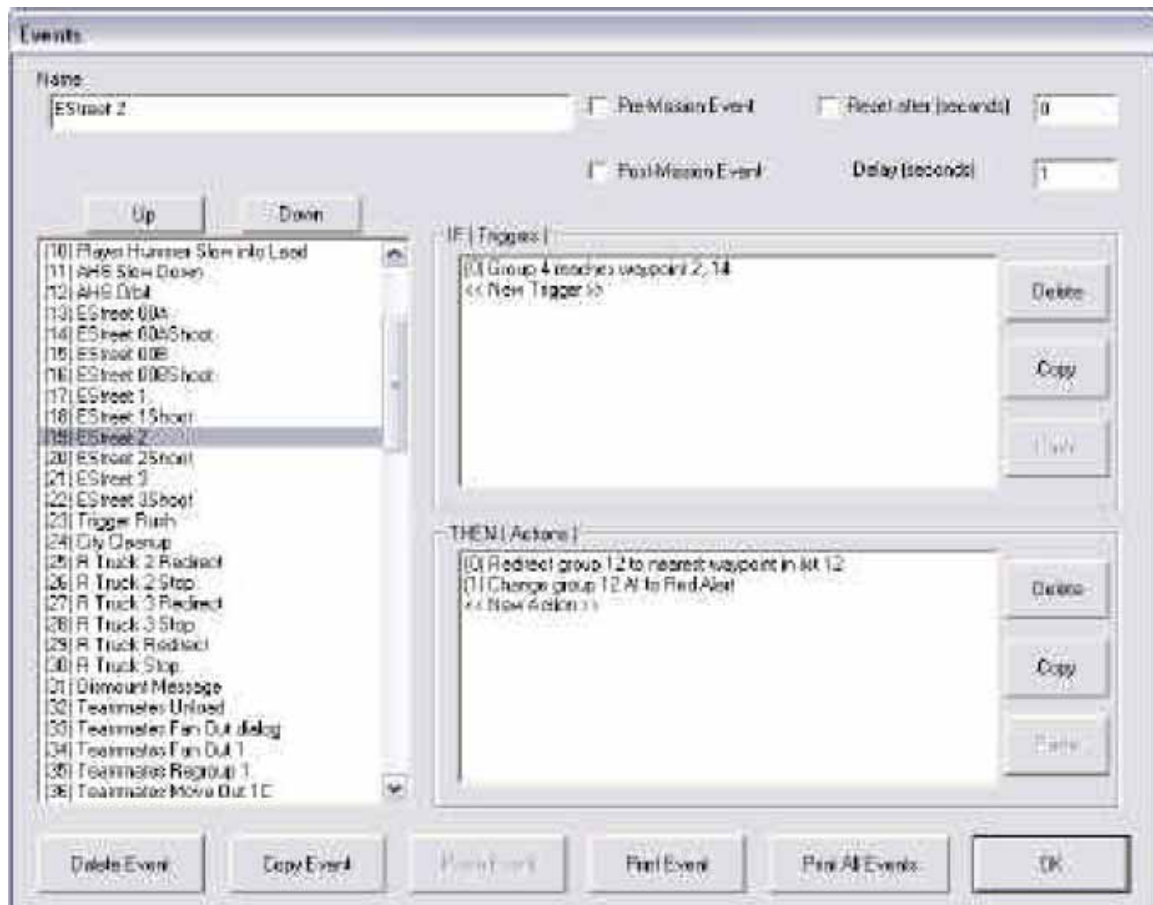 Events
Name
EStreet 2
Pre-Mission Event
Reset after (seconds)
0
Post-Mission Event
Delay (seconds)
1
Up
Down
[10] Player Hummer Slow into Lead
[11] AH6 Slow Down
[12] AH6 Orbit
[13] EStreet 00A
[14] EStreet 00AShoot
[15] EStreet 00B
[16] EStreet 00BShoot
[17] EStreet 1
[18] EStreet 1Shoot
[19] EStreet 2
[20] EStreet 2Shoot
[21] EStreet 3
[22] EStreet 3Shoot
[23] Trigger Rush
[24] City Cleanup
[25] R Truck 2 Redirect
[26] R Truck 2 Stop
[27] R Truck 3 Redirect
[28] R Truck 3 Stop
[29] R Truck Redirect
[30] R Truck Stop
[31] Dismount Message
[32] Teammates Unload
[33] Teammates Fan Out dialog
[34] Teammates Fan Out 1
[35] Teammates Regroup 1
[36] Teammates Move Out 1C
IF ( Triggers )
[0] Group 4 reaches waypoint 2, 14
<< New Trigger >>
Delete
Copy
Paste
THEN ( Actions )
[0] Redirect group 12 to nearest waypoint in list 12
[1] Change group 12 AI to Red Alert
<< New Action >>
Delete
Copy
Paste
Delete Event
Copy Event
Paste Event
Print Event
Print All Events
OK